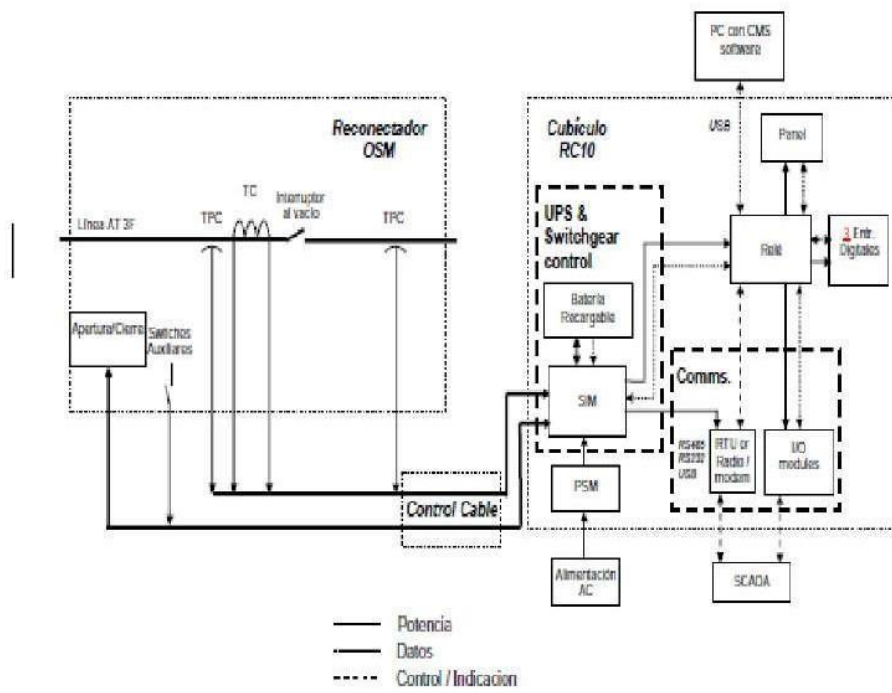 PC con CMS
software
Reconectador
OSM
Cubículo
RC10
USB
Panel
TC
Interruptor
al vacío
Línea AT 3F
TPC
TPC
UPS &
Switchgear
control
Relé
3 Entr.
Digitales
Batería
Recargable
Apertura/Cierre
Switches
Auxiliares
Comms.
SIM
RS485
RS232
USB
RTU or
Radio /
modem
I/O
modules
PSM
Control Cable
Alimentación
AC
SCADA
Potencia
Datos
Control / Indicacion